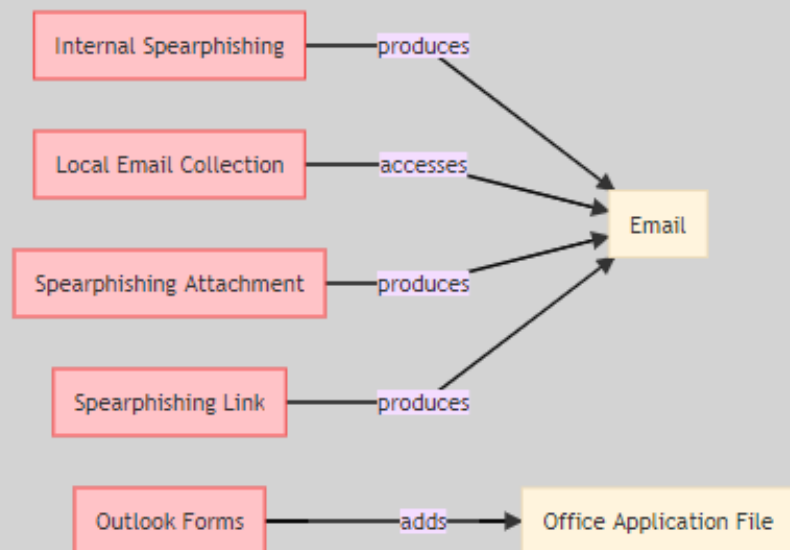 Internal Spearphishing
produces
Local Email Collection
accesses
Email
Spearphishing Attachment
produces
Spearphishing Link
produces
Outlook Forms
adds
Office Application File